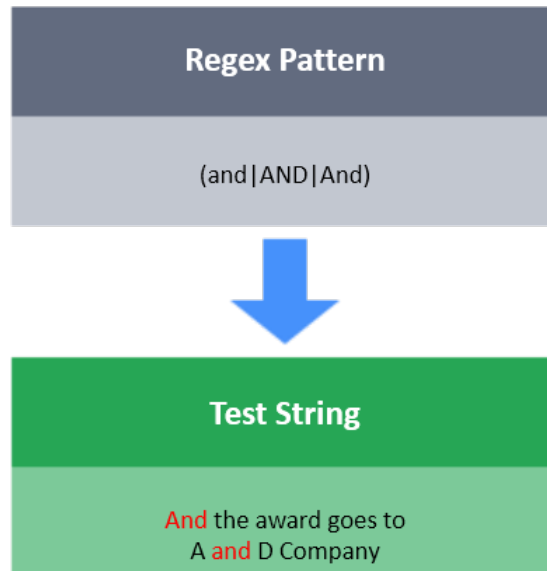 Regex Pattern
(and|AND|And)
Test String
And the award goes to
A and D Company